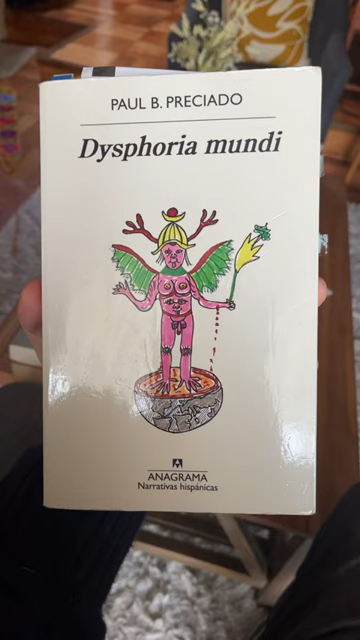 PAUL B. PRECIADO
Dysphoria mundi
ANAGRAMA
Narrativas hispánicas